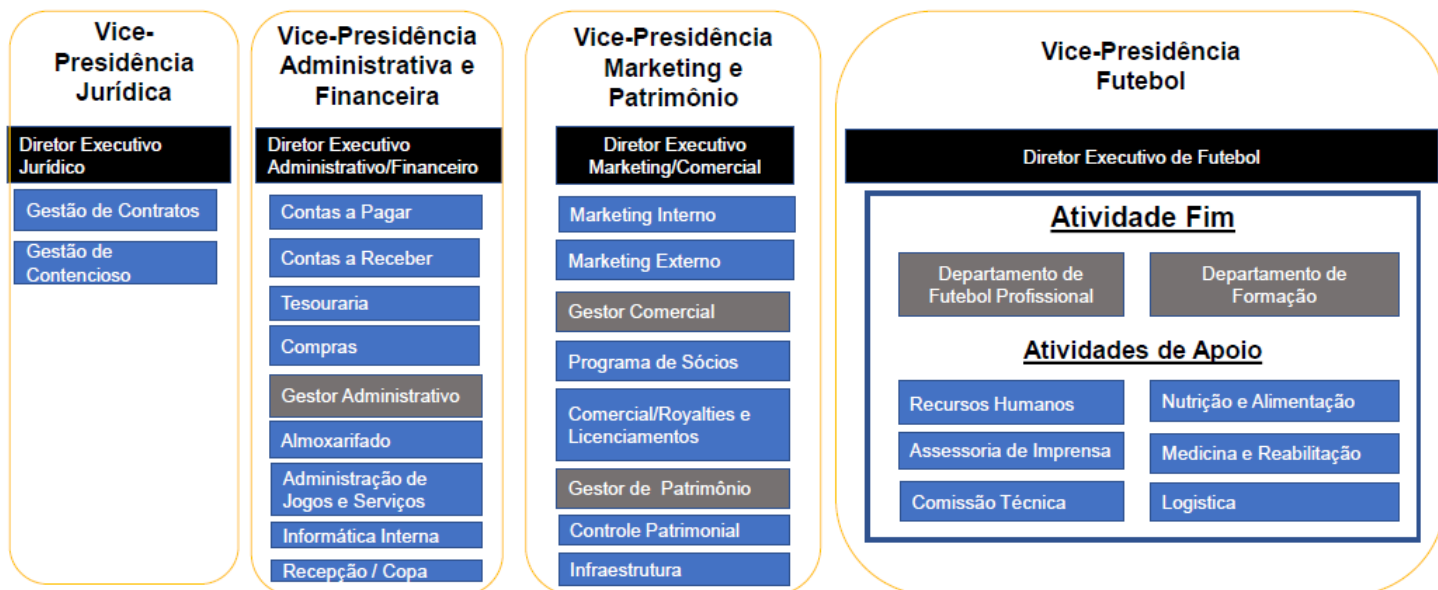 Vice-
Presidência
Jurídica
Diretor Executivo
Jurídico
Gestão de Contratos
Gestão de
Contencioso
Vice-Presidência
Administrativa e
Financeira
Diretor Executivo
Administrativo/Financeiro
Contas a Pagar
Contas a Receber
Tesouraria
Compras
Gestor Administrativo
Almoxarifado
Administração de
Jogos e Serviços
Informática Interna
Recepção / Copa
Vice-Presidência
Marketing e
Patrimônio
Diretor Executivo
Marketing/Comercial
Marketing Interno
Marketing Externo
Gestor Comercial
Programa de Sócios
Comercial/Royalties e
Licenciamentos
Gestor de Patrimônio
Controle Patrimonial
Infraestrutura
Vice-Presidência
Futebol
Diretor Executivo de Futebol
Atividade Fim
Departamento de
Futebol Profissional
Departamento de
Formação
Atividades de Apoio
Recursos Humanos
Nutrição e Alimentação
Assessoria de Imprensa
Medicina e Reabilitação
Comissão Técnica
Logistica